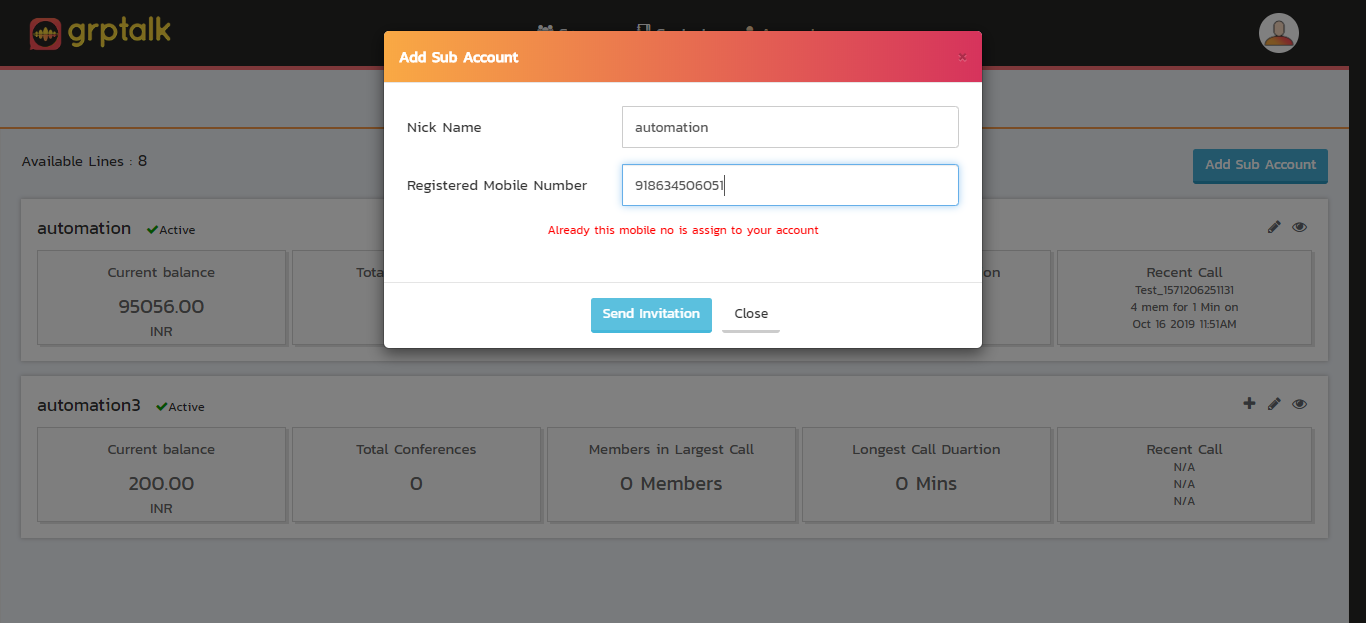 grptalk
Add Sub Account
×
Nick Name
automation
Available Lines : 8
Add Sub Account
Registered Mobile Number
918634506051
Already this mobile no is assign to your account
automation
Active
Current balance
95056.00
INR
Recent Call
Test_1571206251131
4 mem for 1 Min on
Oct 16 2019 11:51AM
Send Invitation
Close
automation3
Active
Current balance
200.00
INR
Total Conferences
0
Members in Largest Call
0 Members
Longest Call Duartion
0 Mins
Recent Call
N/A
N/A
N/A